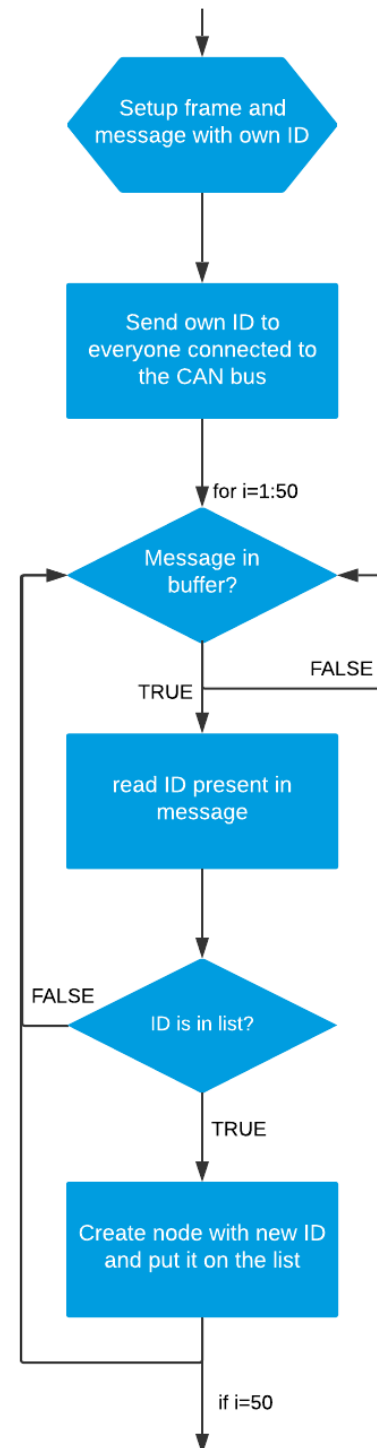 Setup frame and
message with own ID
Send own ID to
everyone connected to
the CAN bus
for i=1:50
Message in
buffer?
FALSE
TRUE
read ID present in
message
FALSE
ID is in list?
TRUE
Create node with new ID
and put it on the list
if i=50